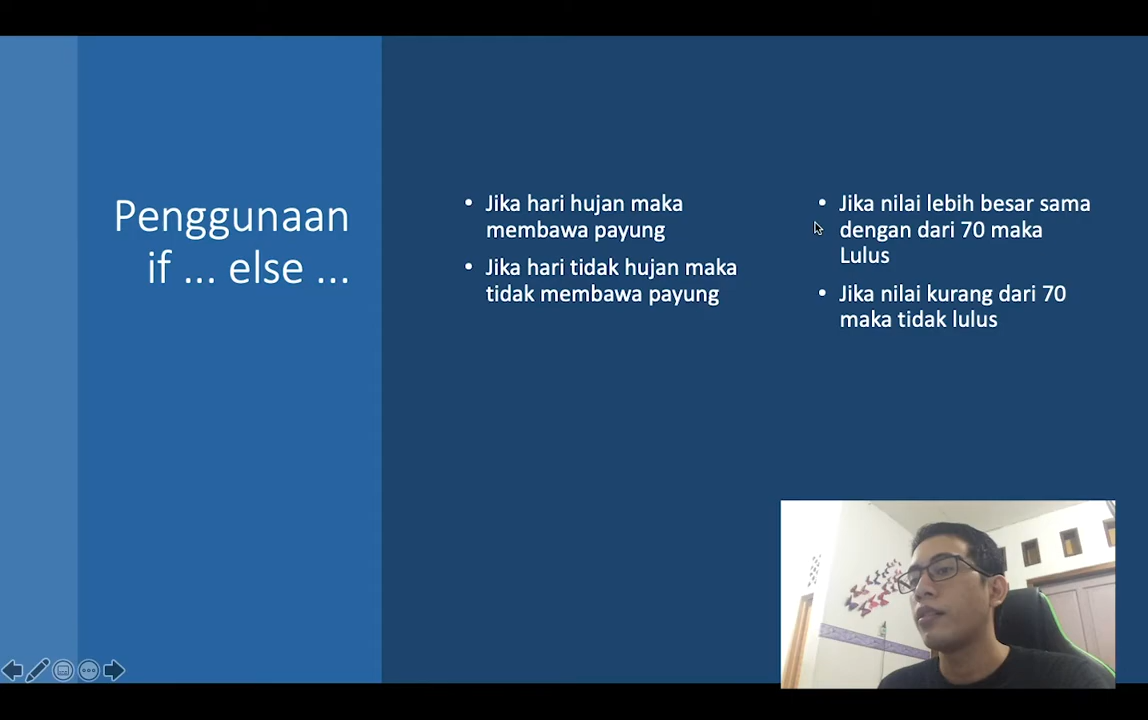 Penggunaan
if ... else ...
• Jika hari hujan maka
membawa payung
• Jika hari tidak hujan maka
tidak membawa payung
• Jika nilai lebih besar sama
dengan dari 70 maka
Lulus
• Jika nilai kurang dari 70
maka tidak lulus